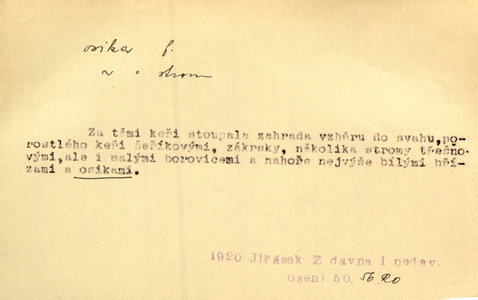 osika f.
strom
Za těmi keři stoupala zahrada vzhůru do svahu, po-
rostlého keři šeříkovými, zákrsky, několika stromy třešňo-
vými, ale i malými borovicemi a nahoře nejvýše bílými bří-
zami a osikami.
1920 Jirásek Z davna i nedav.
osení 50, 56. Ro